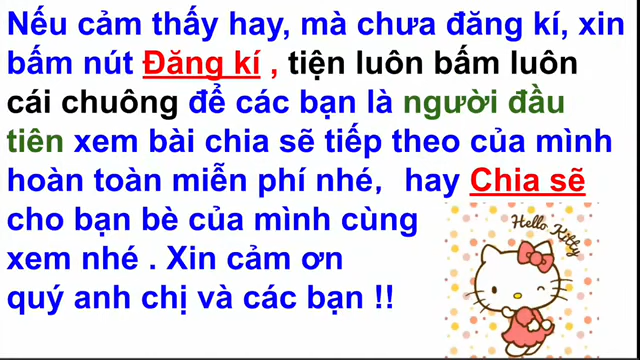 Nếu cảm thấy hay, mà chưa đăng kí, xin
bấm nút Đăng kí , tiện luôn bấm luôn
cái chuông để các bạn là người đầu
tiên xem bài chia sẽ tiếp theo của mình
hoàn toàn miễn phí nhé, hay Chia sẽ
cho bạn bè của mình cùng
xem nhé . Xin cảm ơn
quý anh chị và các bạn !!
Hello Kitty